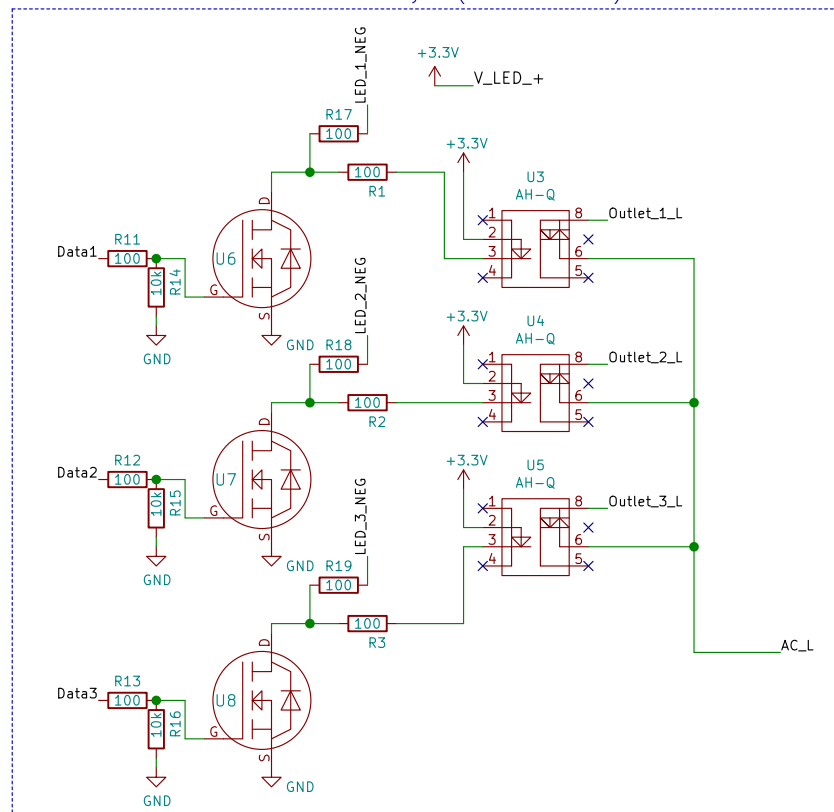 LED_1_NEG
+3.3V
V_LED_+
R17
100
+3.3V
100
R1
U3
AH-Q
1
2
3
4
8
6
5
Outlet_1_L
Data1
R11
100
10k
R14
GND
U6
D
G
S
GND
LED_2_NEG
R18
100
+3.3V
100
R2
U4
AH-Q
1
2
3
4
8
6
5
Outlet_2_L
Data2
R12
100
10k
R15
GND
U7
D
G
S
GND
LED_3_NEG
R19
100
+3.3V
100
R3
U5
AH-Q
1
2
3
4
8
6
5
Outlet_3_L
AC_L
Data3
R13
100
10k
R16
GND
U8
D
G
S
GND